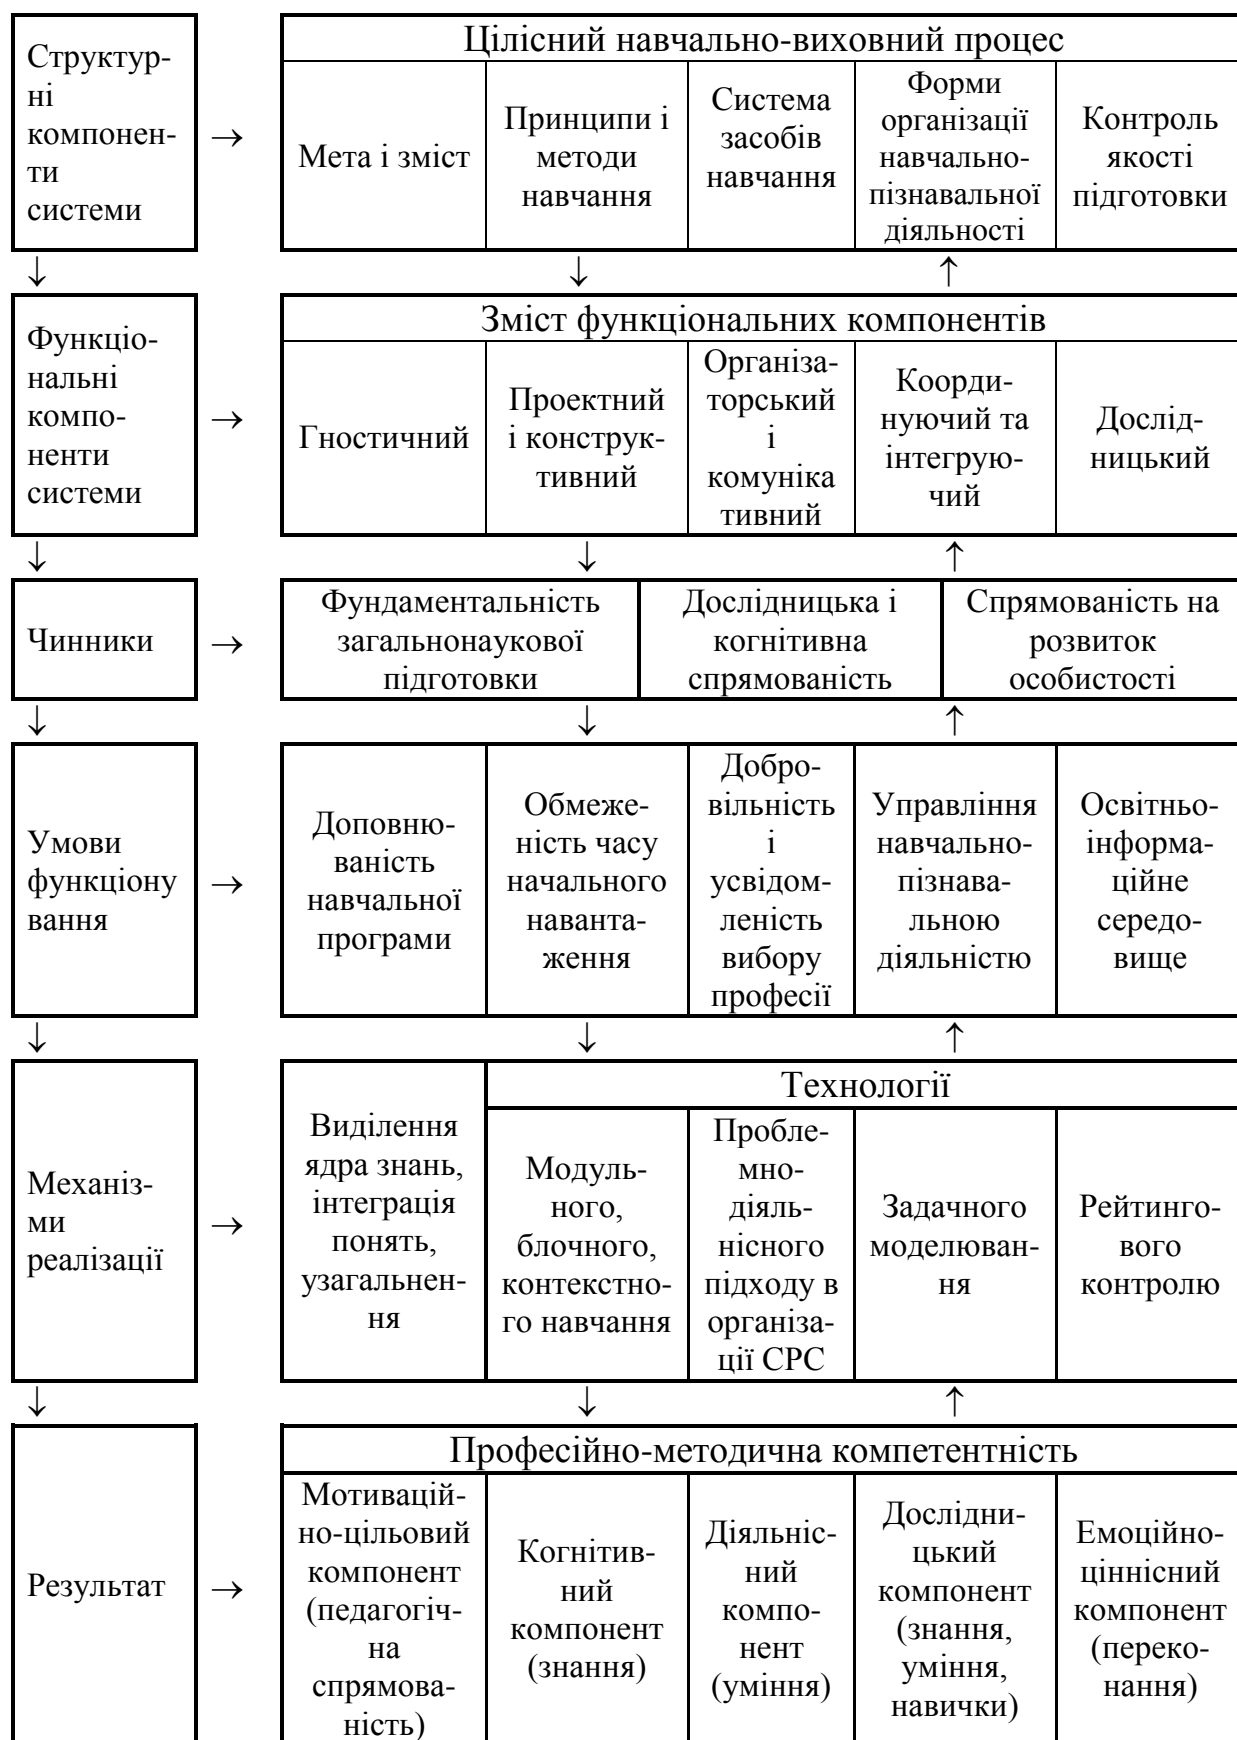 Структур-
ні
компонен-
ти
системи
→
Цілісний навчально-виховний процес
Мета і зміст
Принципи і
методи
навчання
Система
засобів
навчання
Форми
організації
навчально-
пізнавальної
діяльності
Контроль
якості
підготовки
↓ ↓ ↑
Функціо-
нальні
компо-
ненти
системи
→
Зміст функціональних компонентів
Гностичний
Проектний
і конструк-
тивний
Організа-
торський
і
комуніка
тивний
Коорди-
нуючий та
інтегрую-
чий
Дослід-
ницький
↓ ↓ ↑
Чинники
→
Фундаментальність
загальнонаукової
підготовки
Дослідницька і
когнітивна
спрямованість
Спрямованість на
розвиток
особистості
↓ ↓ ↑
Умови
функціону
вання
→
Доповню-
ваність
навчальної
програми
Обмеже-
ність часу
начального
наванта-
ження
Добро-
вільність
і
усвідом-
леність
вибору
професії
Управління
навчально-
пізнава-
льною
діяльністю
Освітньо-
інформа-
ційне
середо-
вище
↓ ↓ ↑
Механіз-
ми
реалізації
→
Виділення
ядра знань,
інтеграція
понять,
узагальнен-
ня
Технології
Модуль-
ного,
блочного,
контекстно-
го навчання
Пробле-
мно-
діяль-
нісного
підходу в
організа-
ції СРС
Задачного
моделюван-
ня
Рейтинго-
вого
контролю
↓ ↓ ↑
Результат
→
Професійно-методична компетентність
Мотивацій-
но-цільовий
компонент
(педагогіч-
на
спрямова-
ність)
Когнітив-
ний
компонент
(знання)
Діяльніс-
ний
компо-
нент
(уміння)
Дослідни-
цький
компонент
(знання,
уміння,
навички)
Емоційно-
ціннісний
компонент
(переко-
нання)